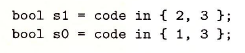 bool s1 = code in { 2, 3 };
bool s0 = code in { 1, 3 };